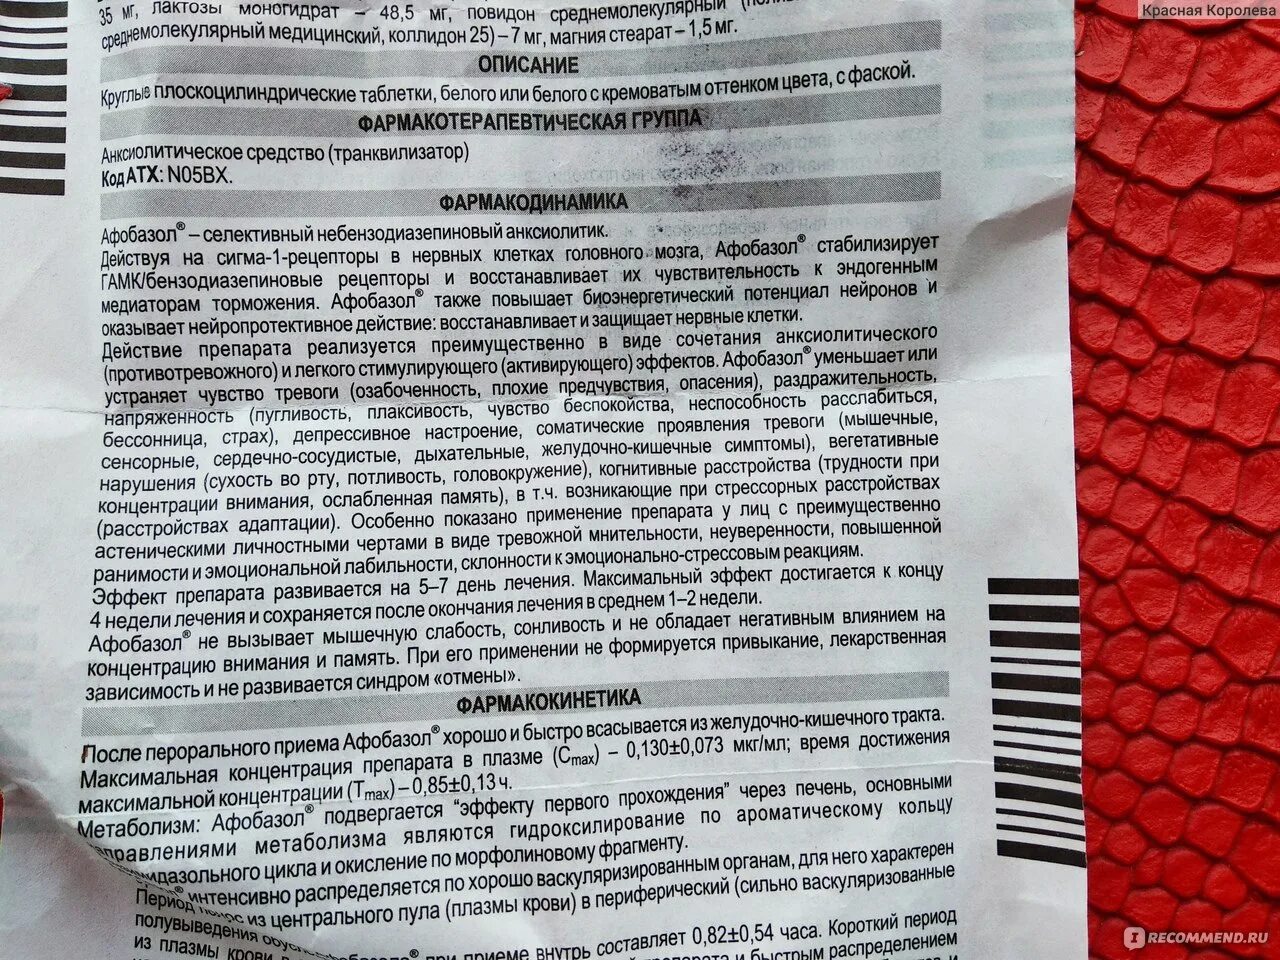 Красная Королева
35 мг, лактозы моногидрат – 48,5 мг, повидон среднемолекулярный
среднемолекулярный медицинский, коллидон 25) – 7 мг, магния стеарат – 1,5 мг.
ОПИСАНИЕ
Круглые плоскоцилиндрические таблетки, белого или белого с кремоватым оттенком цвета, с фаской.
ФАРМАКОТЕРАПЕВТИЧЕСКАЯ ГРУППА
Анксиолитическое средство (транквилизатор)
Код АТХ: N05BX.
ФАРМАКОДИНАМИКА
Афобазол® – селективный небензодиазепиновый анксиолитик.
Действуя на сигма-1-рецепторы в нервных клетках головного мозга, Афобазол® стабилизирует
ГАМК/бензодиазепиновые рецепторы и восстанавливает их чувствительность к эндогенным
медиаторам торможения. Афобазол® также повышает биоэнергетический потенциал нейронов и
оказывает нейропротективное действие: восстанавливает и защищает нервные клетки.
Действие препарата реализуется преимущественно в виде сочетания анксиолитического
(противотревожного) и легкого стимулирующего (активирующего) эффектов. Афобазол® уменьшает или
устраняет чувство тревоги (озабоченность, плохие предчувствия, опасения), раздражительность,
напряженность (пугливость, плаксивость, чувство беспокойства, неспособность расслабиться,
бессонница, страх), депрессивное настроение, соматические проявления тревоги (мышечные,
сенсорные, сердечно-сосудистые, дыхательные, желудочно-кишечные симптомы), вегетативные
нарушения (сухость во рту, потливость, головокружение), когнитивные расстройства (трудности при
концентрации внимания, ослабленная память), в т.ч. возникающие при стрессорных расстройствах
(расстройствах адаптации). Особенно показано применение препарата у лиц с преимущественно
астеническими личностными чертами в виде тревожной мнительности, неуверенности, повышенной
ранимости и эмоциональной лабильности, склонности к эмоционально-стрессовым реакциям.
Эффект препарата развивается на 5–7 день лечения. Максимальный эффект достигается к концу
4 недели лечения и сохраняется после окончания лечения в среднем 1–2 недели.
Афобазол® не вызывает мышечную слабость, сонливость и не обладает негативным влиянием на
концентрацию внимания и память. При его применении не формируется привыкание, лекарственная
зависимость и не развивается синдром «отмены».
ФАРМАКОКИНЕТИКА
После перорального приема Афобазол® хорошо и быстро всасывается из желудочно-кишечного тракта.
Максимальная концентрация препарата в плазме (Cmax) – 0,130±0,073 мкг/мл; время достижения
максимальной концентрации (Tmax) – 0,85±0,13 ч.
Метаболизм: Афобазол® подвергается "эффекту первого прохождения" через печень, основными
направлениями метаболизма являются гидроксилирование по ароматическому кольцу
имидазольного цикла и окисление по морфолиновому фрагменту.
интенсивно распределяется по хорошо васкуляризированным органам, для него характерен
из центрального пула (плазмы крови) в периферический (сильно васкуляризованные
Период
полувыведения при приеме внутрь составляет 0,82±0,54 часа. Короткий период
из плазмы крови и быстрым распределением
IRECOMMEND.RU